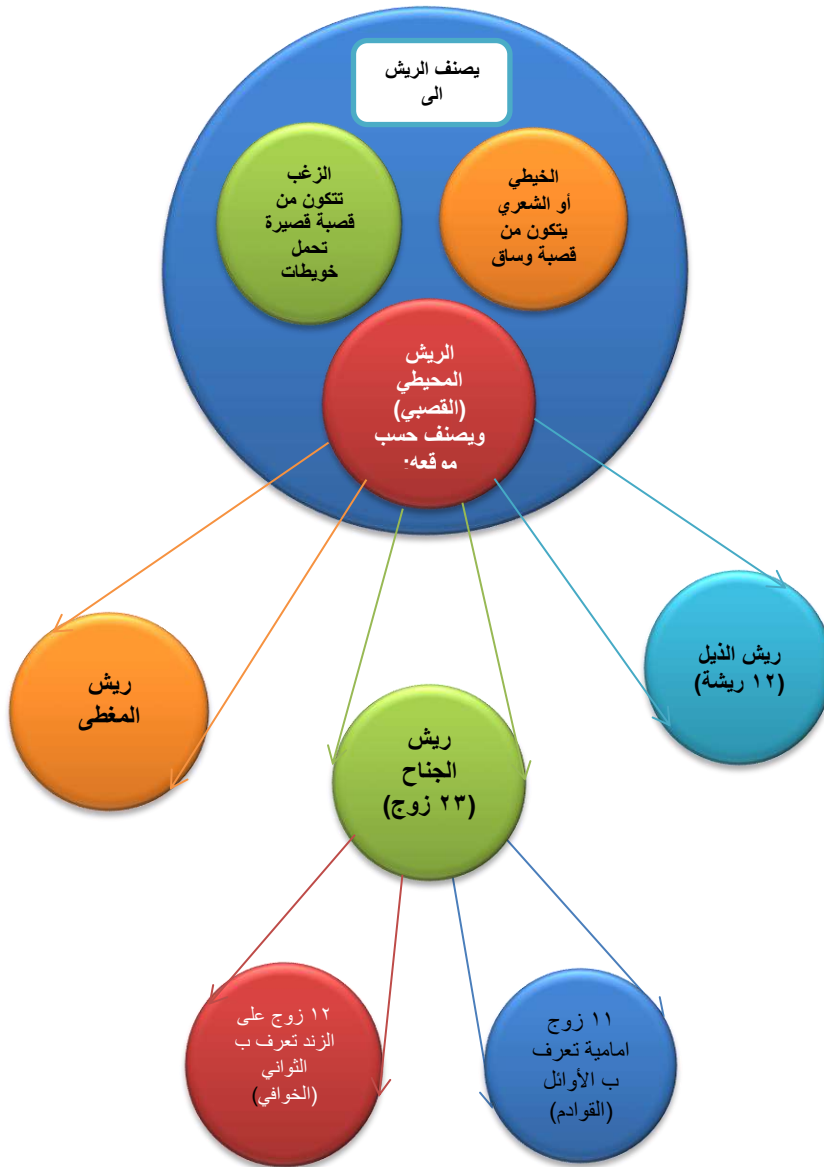 يصنف الريش
الى
الخيطي
أو الشعري
يتكون من
قصبة وساق
الزغب
تتكون من
قصبة قصيرة
تحمل
خويطات
الريش
المحيطي
(القصبي)
ويصنف حسب
موقعه:
ريش الذيل
(١٢ ريشة)
ريش
الجناح
(٢٣ زوج)
ريش
المغطى
١١ زوج
امامية تعرف
ب الأوائل
(القوادم)
١٢ زوج على
الزند تعرف ب
الثواني
(الخوافي)